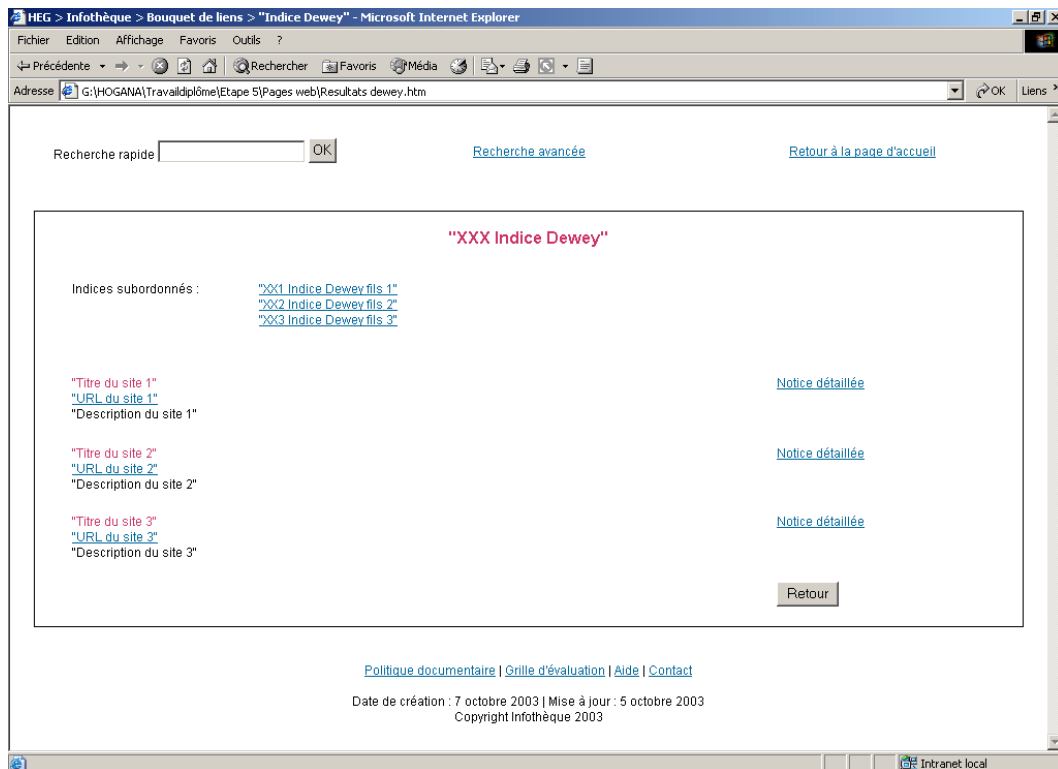 HEG > Infothèque > Bouquet de liens > "Indice Dewey" - Microsoft Internet Explorer
Fichier Edition Affichage Favoris Outils ?
Précédente Rechercher Favoris Média
Adresse G:\HOGANA\Travaildiplôme\Etape 5\Pages web\Resultats dewey.htm OK Liens »
Recherche rapide OK Recherche avancée Retour à la page d'accueil
"XXX Indice Dewey"
Indices subordonnés : "XX1 Indice Dewey fils 1"
"XX2 Indice Dewey fils 2"
"XX3 Indice Dewey fils 3"
"Titre du site 1" Notice détaillée
"URL du site 1"
"Description du site 1"
"Titre du site 2" Notice détaillée
"URL du site 2"
"Description du site 2"
"Titre du site 3" Notice détaillée
"URL du site 3"
"Description du site 3"
Retour
Politique documentaire | Grille d'évaluation | Aide | Contact
Date de création : 7 octobre 2003 | Mise à jour : 5 octobre 2003
Copyright Infothèque 2003
Intranet local